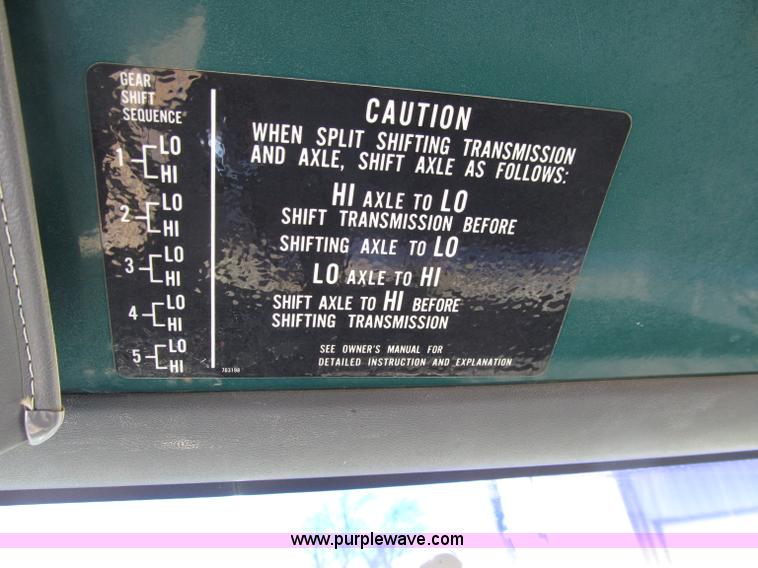 GEAR
SHIFT
SEQUENCE
1 LO
HI
2 LO
HI
3 LO
HI
4 LO
HI
5 LO
HI
CAUTION
WHEN SPLIT SHIFTING TRANSMISSION
AND AXLE, SHIFT AXLE AS FOLLOWS:
HI AXLE TO LO
SHIFT TRANSMISSION BEFORE
SHIFTING AXLE TO LO
LO AXLE TO HI
SHIFT AXLE TO HI BEFORE
SHIFTING TRANSMISSION
SEE OWNER'S MANUAL FOR
DETAILED INSTRUCTION AND EXPLANATION
703198
www.purplewave.com